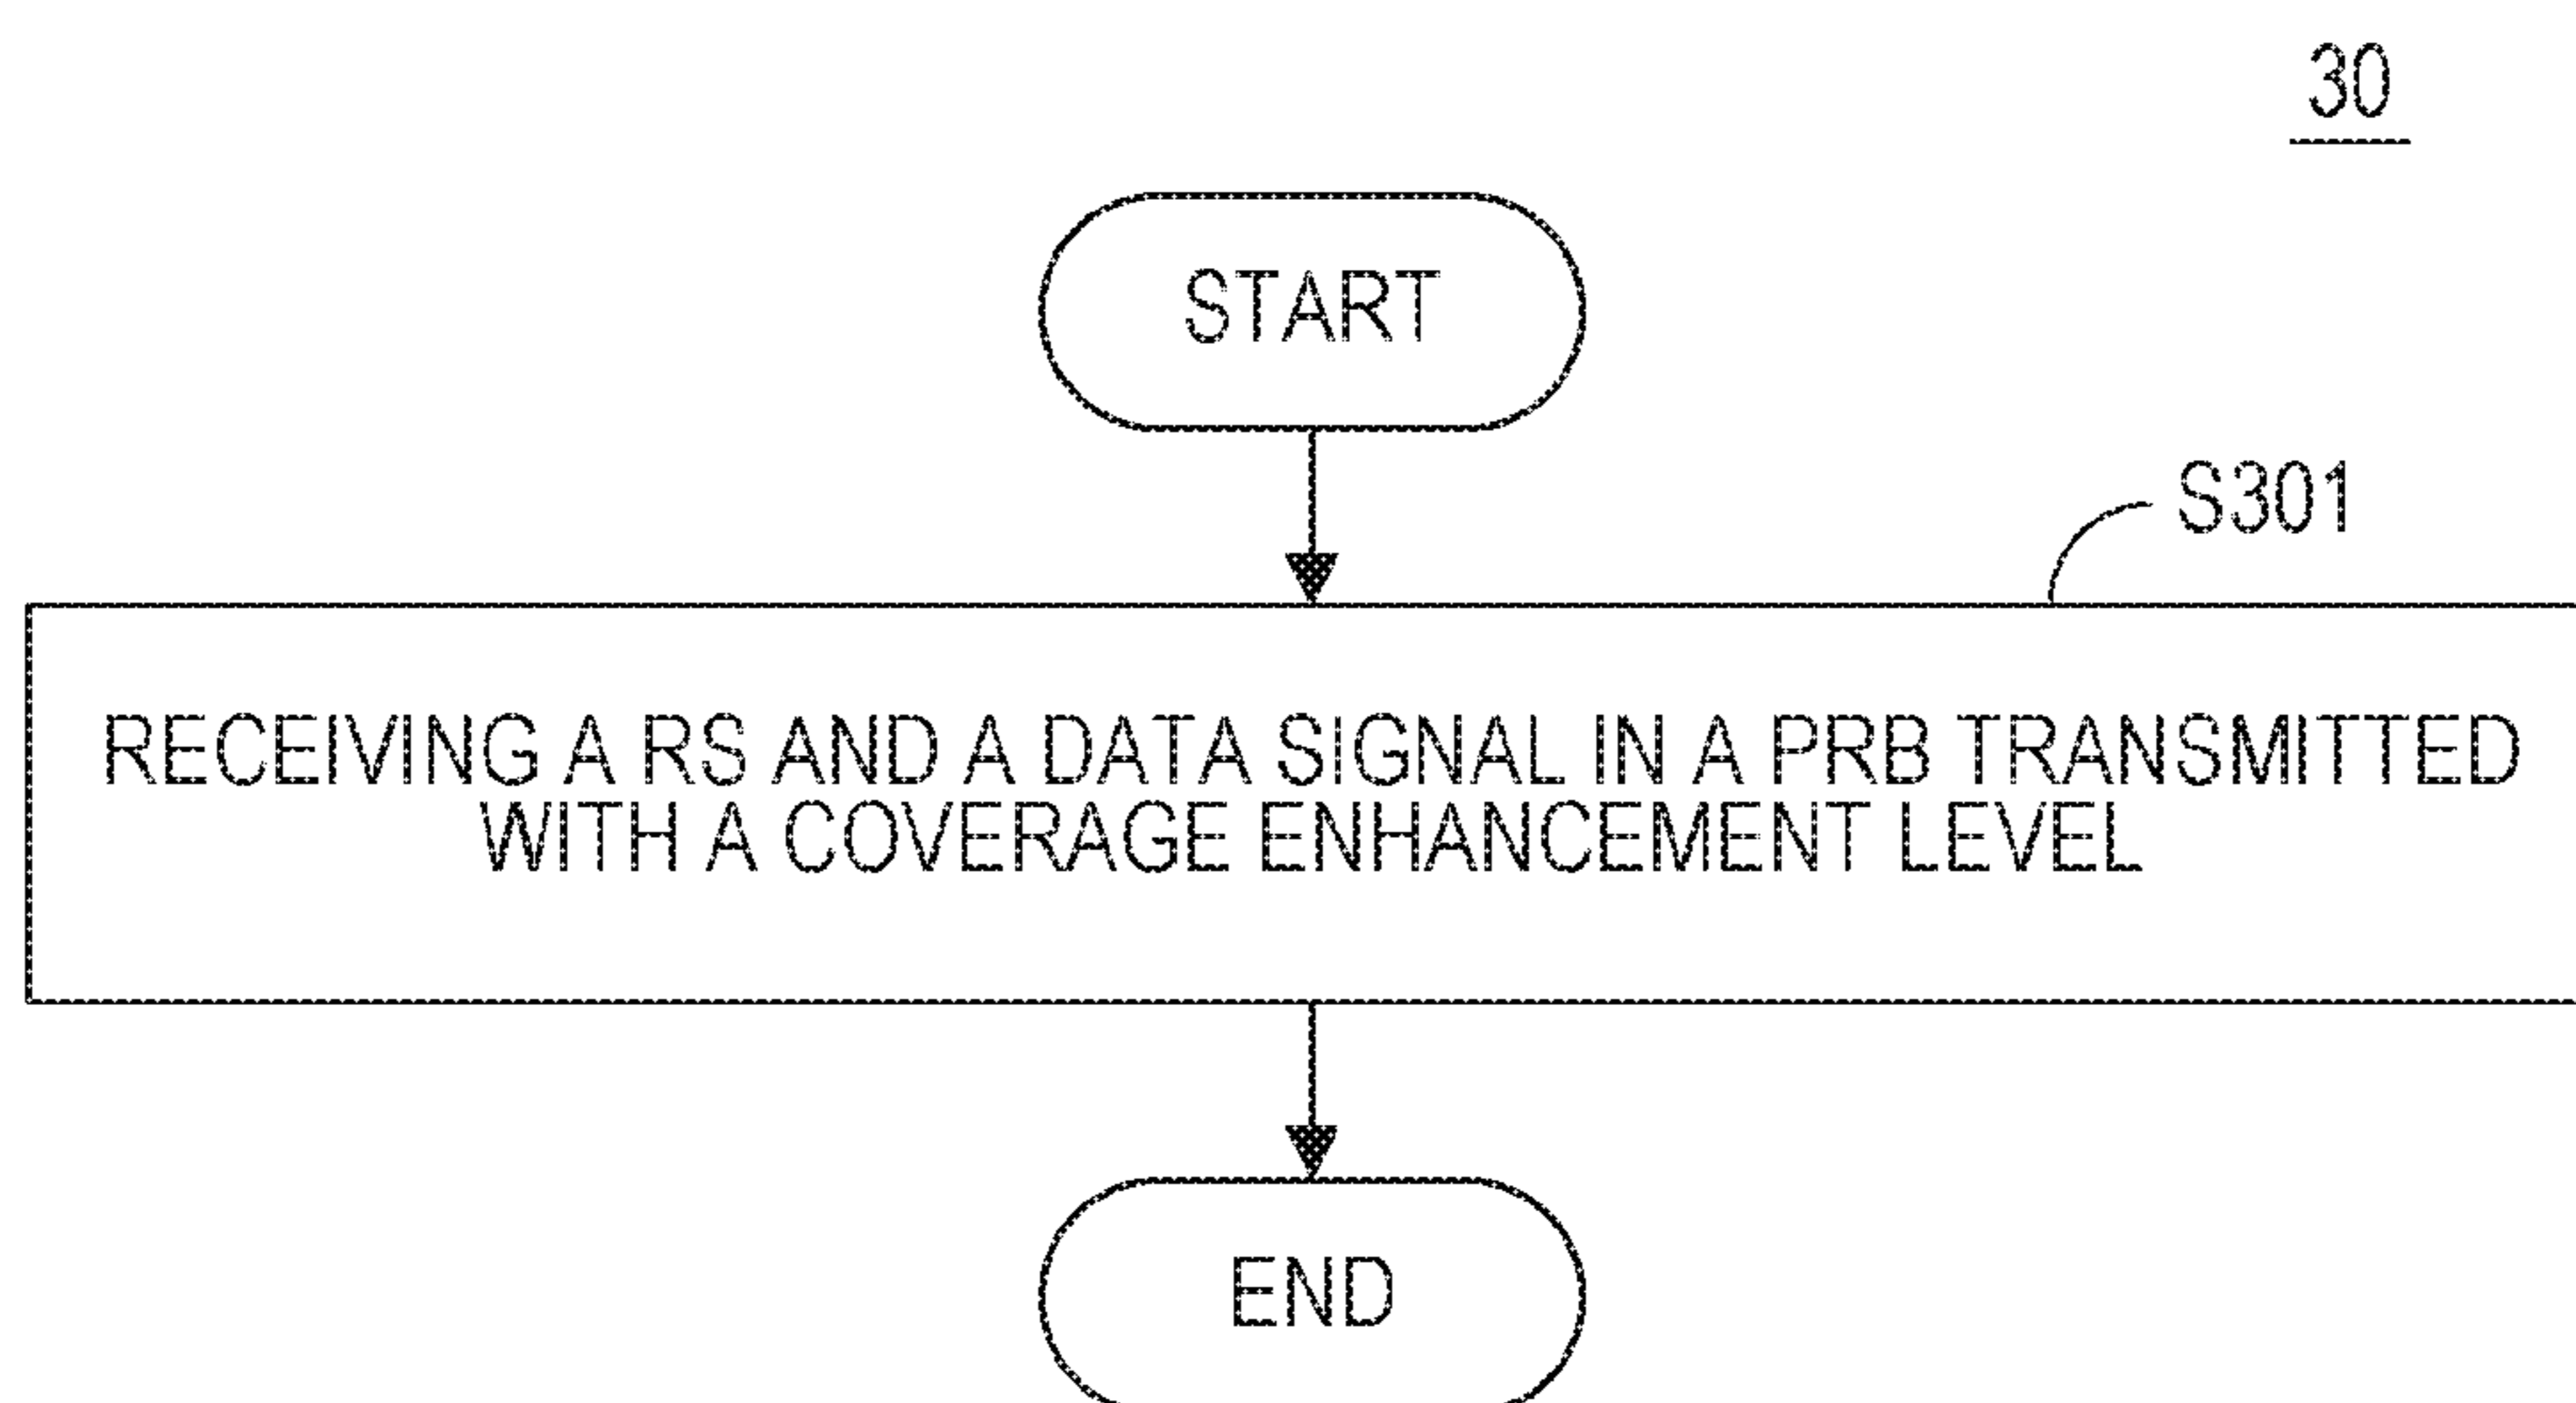 30
START
S301
RECEIVING A RS AND A DATA SIGNAL IN A PRB TRANSMITTED
WITH A COVERAGE ENHANCEMENT LEVEL
END